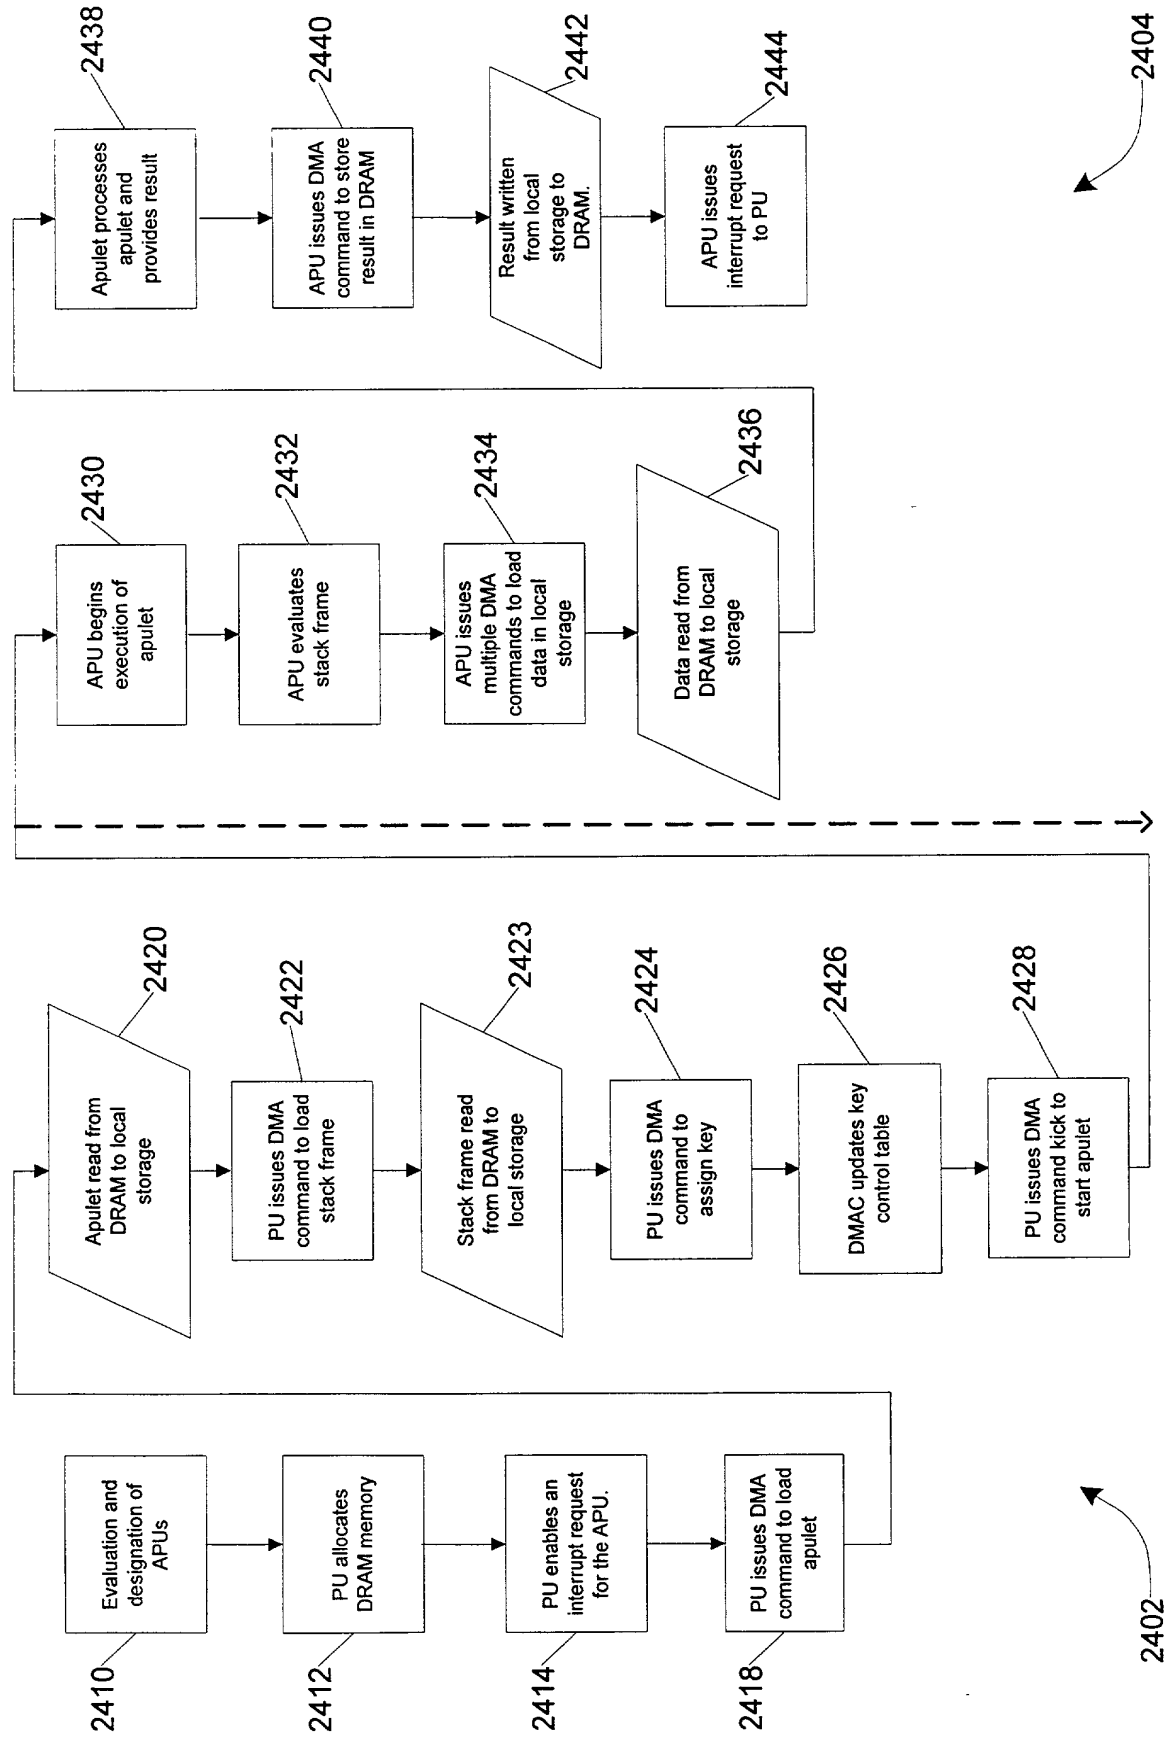 2410
Evaluation and
designation of
APUs
2412
PU allocates
DRAM memory
2414
PU enables an
interrupt request
for the APU.
2418
PU issues DMA
command to load
apulet
2402
Apulet read from
DRAM to local
storage
2420
PU issues DMA
command to load
stack frame
2422
Stack frame read
from DRAM to
local storage
2423
PU issues DMA
command to
assign key
2424
DMAC updates key
control table
2426
PU issues DMA
command kick to
start apulet
2428
APU begins
execution of
apulet
2430
APU evaluates
stack frame
2432
APU issues
multiple DMA
commands to load
data in local
storage
2434
Data read from
DRAM to local
storage
2436
Apulet processes
apulet and
provides result
2438
APU issues DMA
command to store
result in DRAM
2440
Result written
from local
storage to
DRAM.
2442
APU issues
interrupt request
to PU
2444
2404